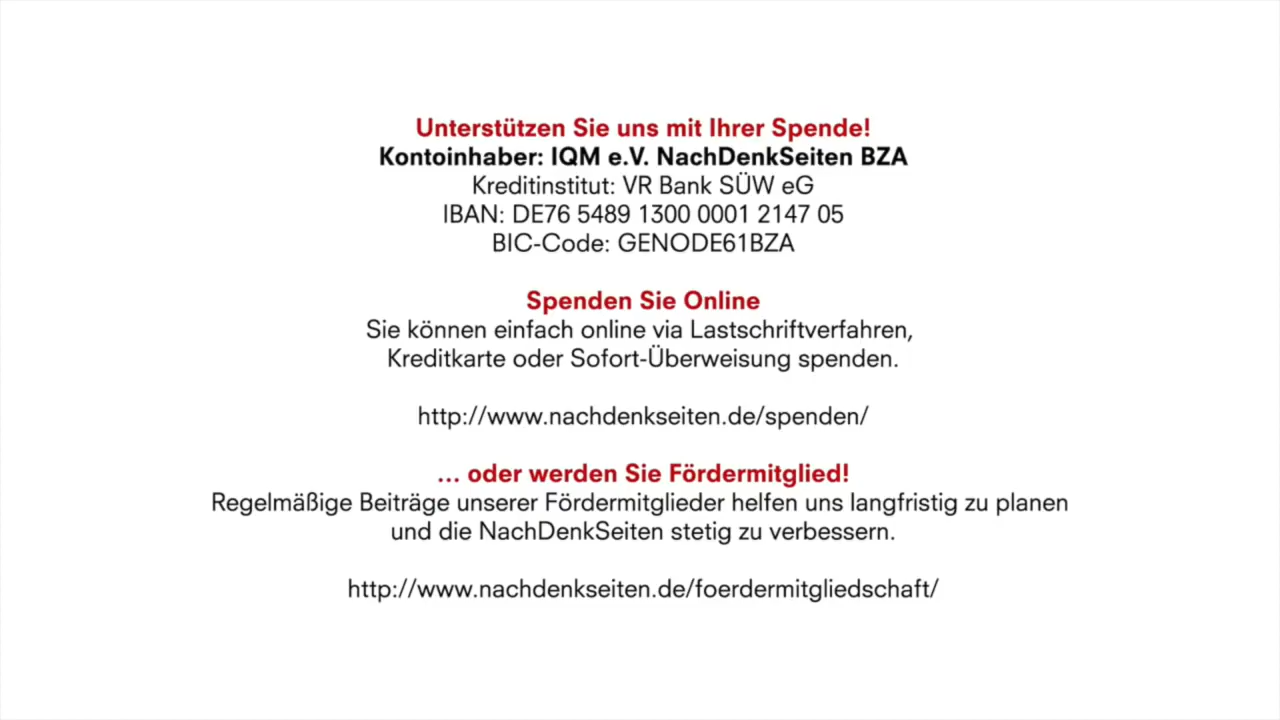 Unterstützen Sie uns mit Ihrer Spende!
Kontoinhaber: IQM e.V. NachDenkSeiten BZA
Kreditinstitut: VR Bank SÜW eG
IBAN: DE76 5489 1300 0001 2147 05
BIC-Code: GENODE61BZA
Spenden Sie Online
Sie können einfach online via Lastschriftverfahren,
Kreditkarte oder Sofort-Überweisung spenden.
http://www.nachdenkseiten.de/spenden/
... oder werden Sie Fördermitglied!
Regelmäßige Beiträge unserer Fördermitglieder helfen uns langfristig zu planen
und die NachDenkSeiten stetig zu verbessern.
http://www.nachdenkseiten.de/foerdermitgliedschaft/